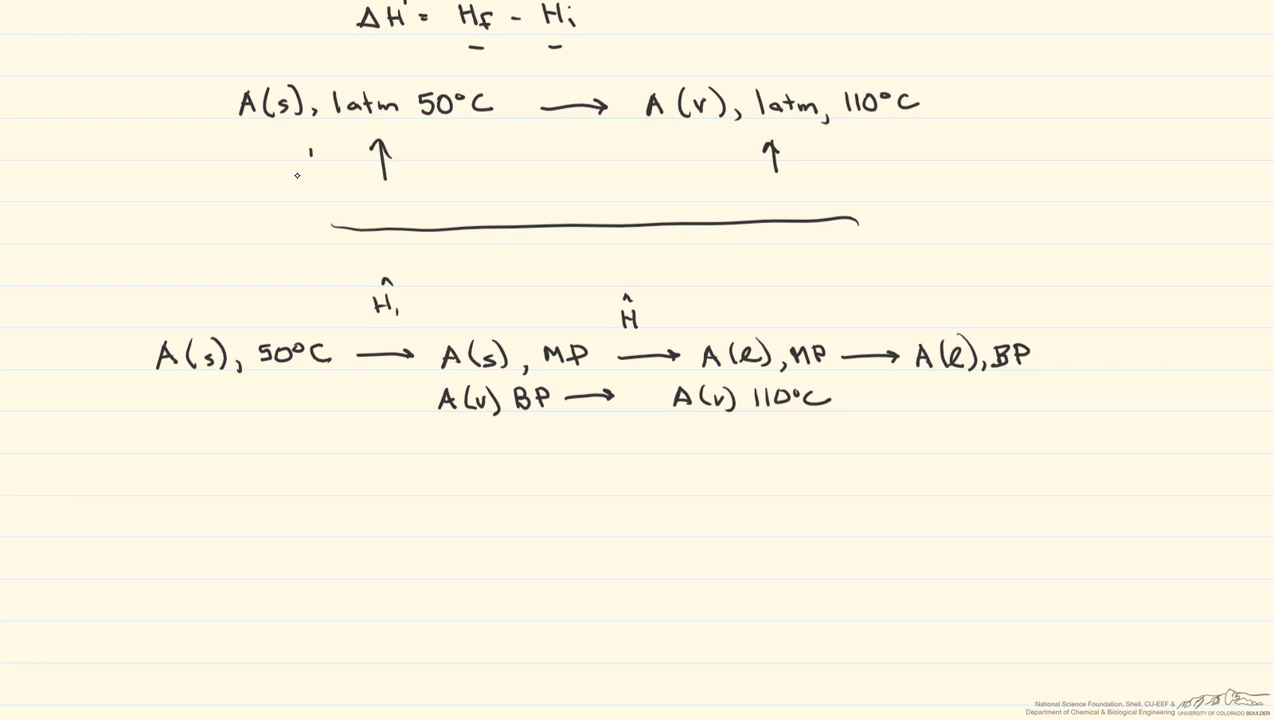 ΔH = Hf - Hi
A(s), 1atm 50°C → A(v), 1atm, 110°C
Ĥ1 Ĥ
A(s), 50°C → A(s), MP → A(l), MP → A(l), BP
A(v) BP → A(v) 110°C
National Science Foundation, Shell, CU-EEF &
Department of Chemical & Biological Engineering UNIVERSITY OF COLORADO BOULDER